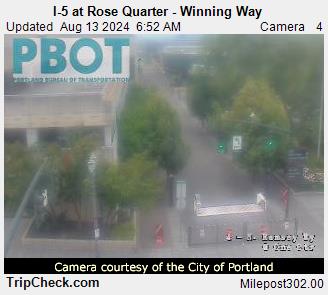 I-5 at Rose Quarter - Winning Way
Updated Aug 13 2024 6:52 AM Camera 4
PBOT
PORTLAND BUREAU OF TRANSPORTATION
Camera courtesy of the City of Portland
TripCheck.com Milepost302.00